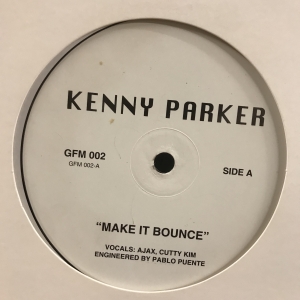 KENNY PARKER
GFM 002
GFM 002-A
SIDE A
"MAKE IT BOUNCE"
VOCALS: AJAX, CUTTY KIM
ENGINEERED BY PABLO PUENTE